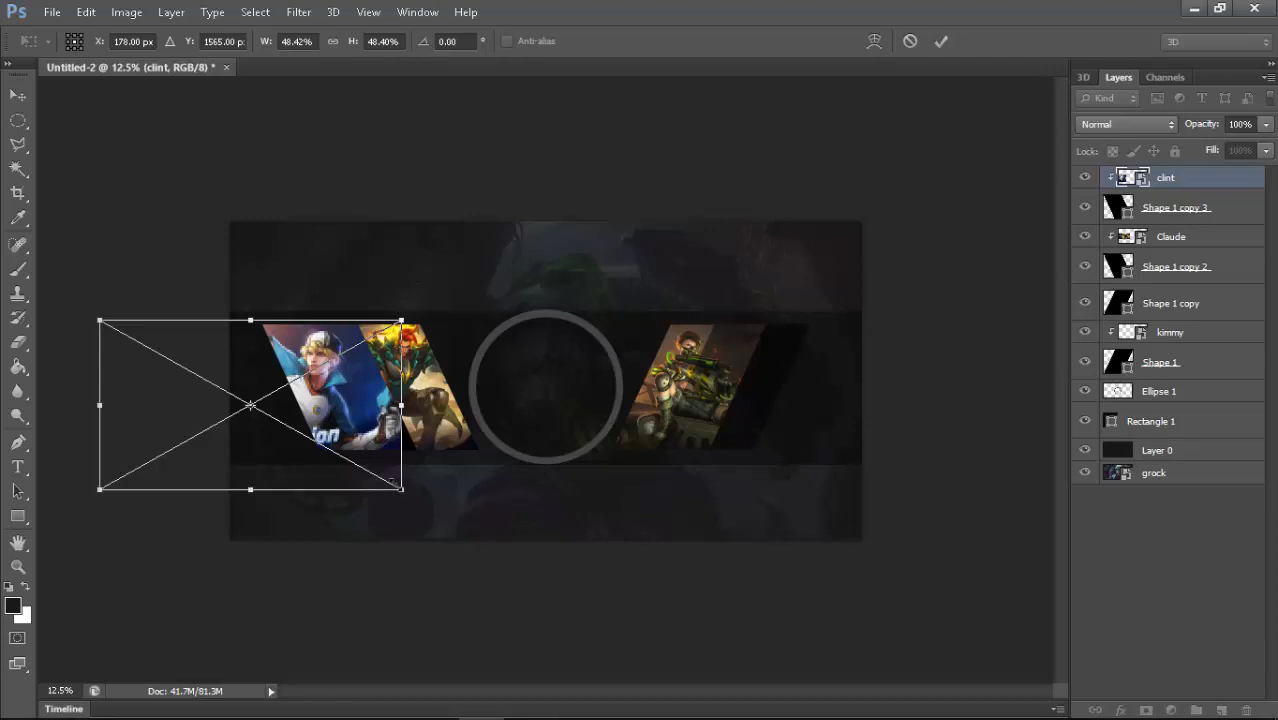 Ps File Edit Image Layer Type Select Filter 3D View Window Help
X: 178.00 px Y: 1565.00 px W: 48.42% H: 48.40% 0.00 ° Anti-alias 3D
Untitled-2 @ 12.5% (clint, RGB/8) * ×
3D Layers Channels
Kind
Normal Opacity: 100%
Lock: Fill: 100%
clint
Shape 1 copy 3
Claude
Shape 1 copy 2
Shape 1 copy
kimmy
Shape 1
Ellipse 1
Rectangle 1
Layer 0
grock
ion
12.5% Doc: 41.7M/81.3M
Timeline